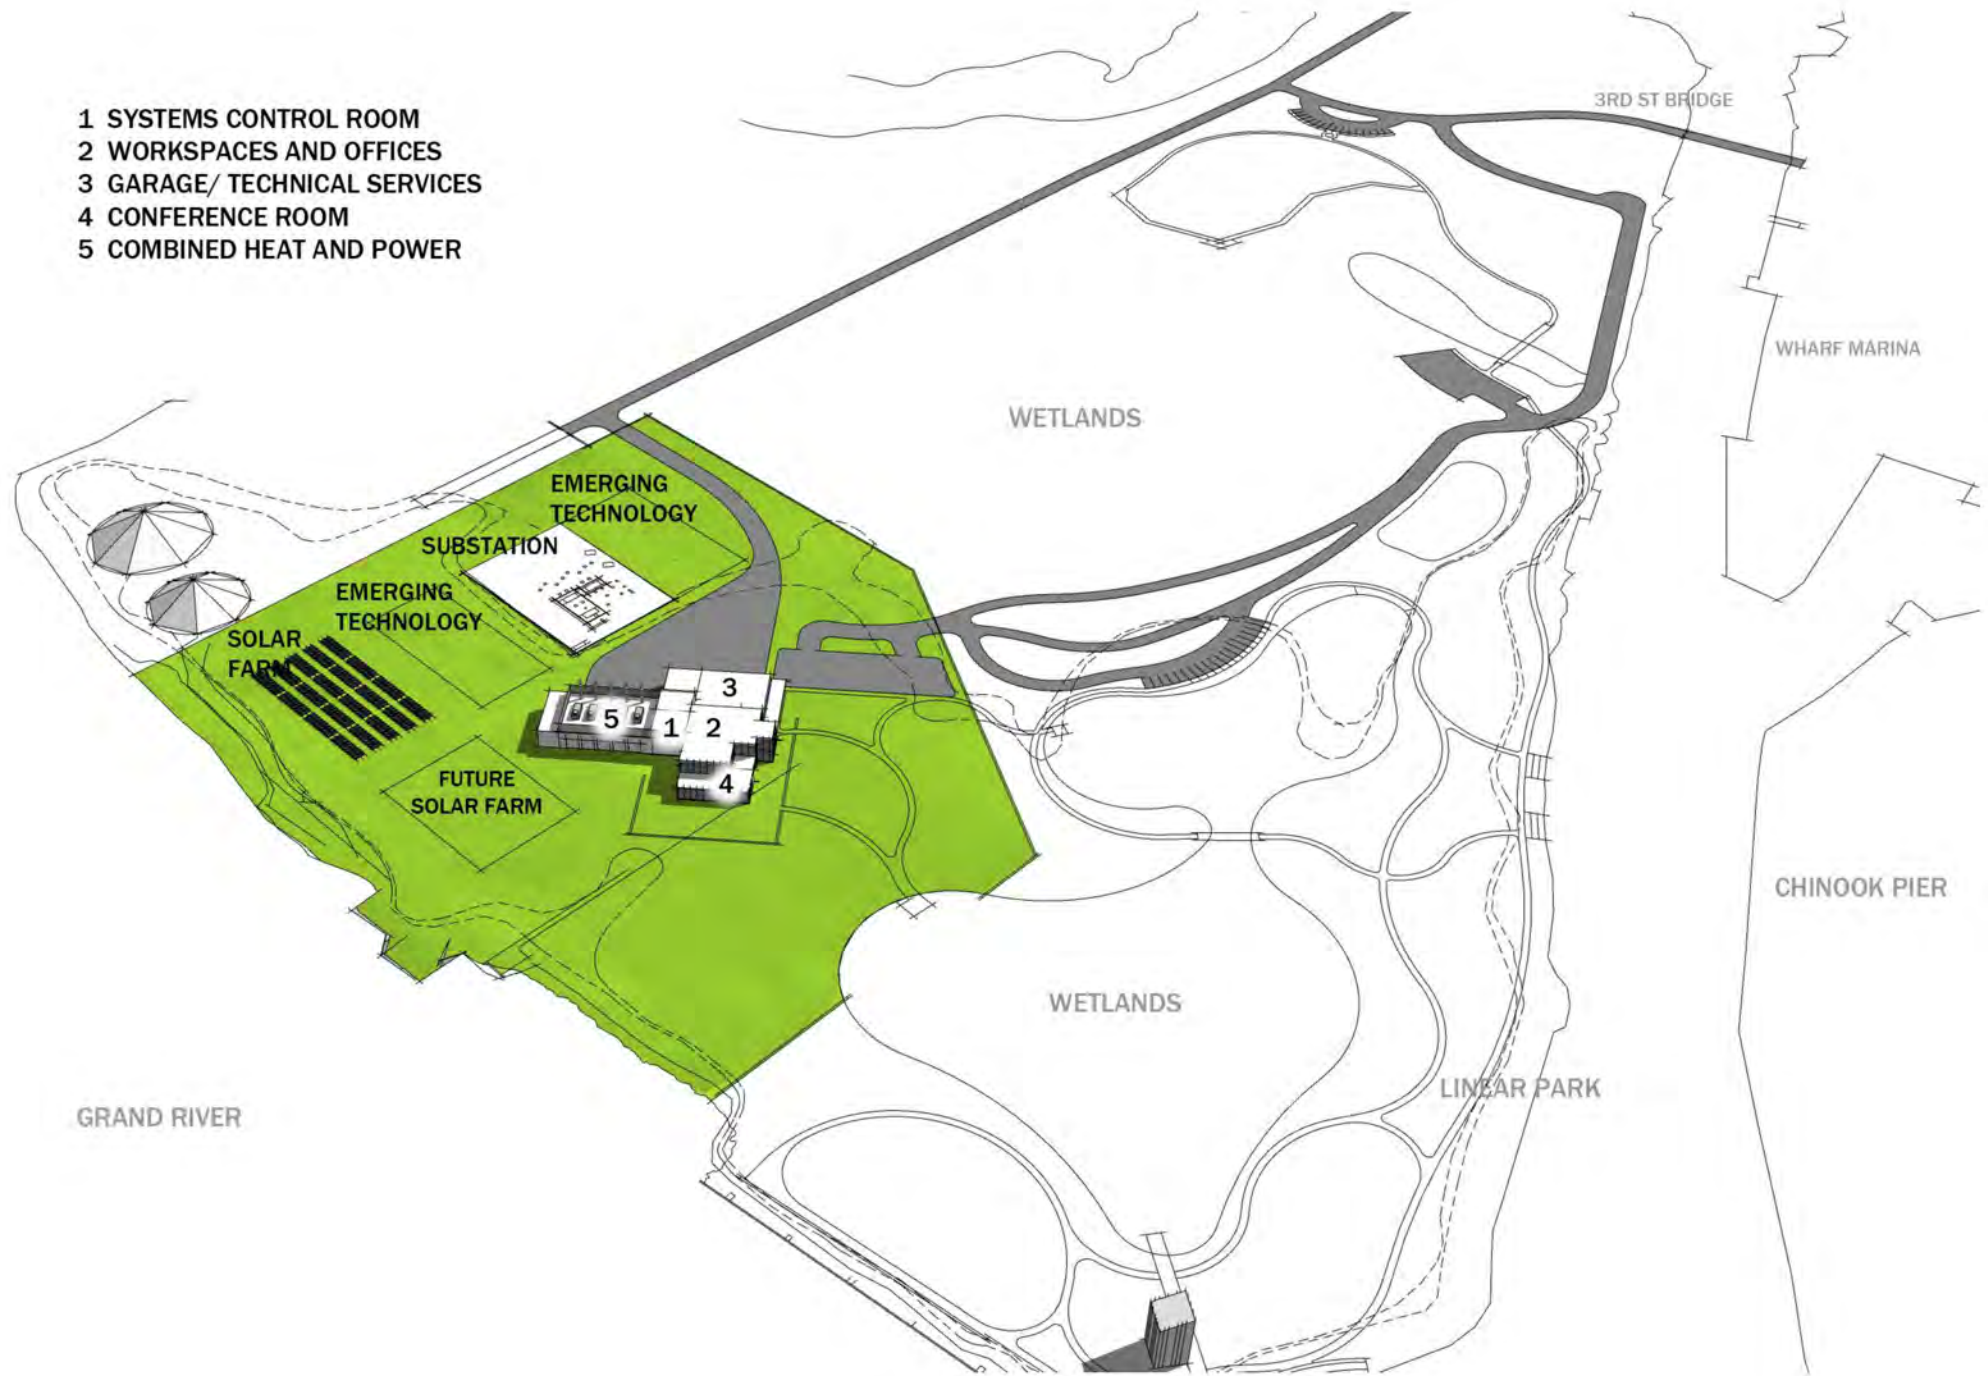 1 SYSTEMS CONTROL ROOM
2 WORKSPACES AND OFFICES
3 GARAGE/ TECHNICAL SERVICES
4 CONFERENCE ROOM
5 COMBINED HEAT AND POWER
3RD ST BRIDGE
WHARF MARINA
WETLANDS
EMERGING
TECHNOLOGY
SUBSTATION
EMERGING
TECHNOLOGY
SOLAR
FARM
3
5
1
2
4
FUTURE
SOLAR FARM
CHINOOK PIER
WETLANDS
LINEAR PARK
GRAND RIVER